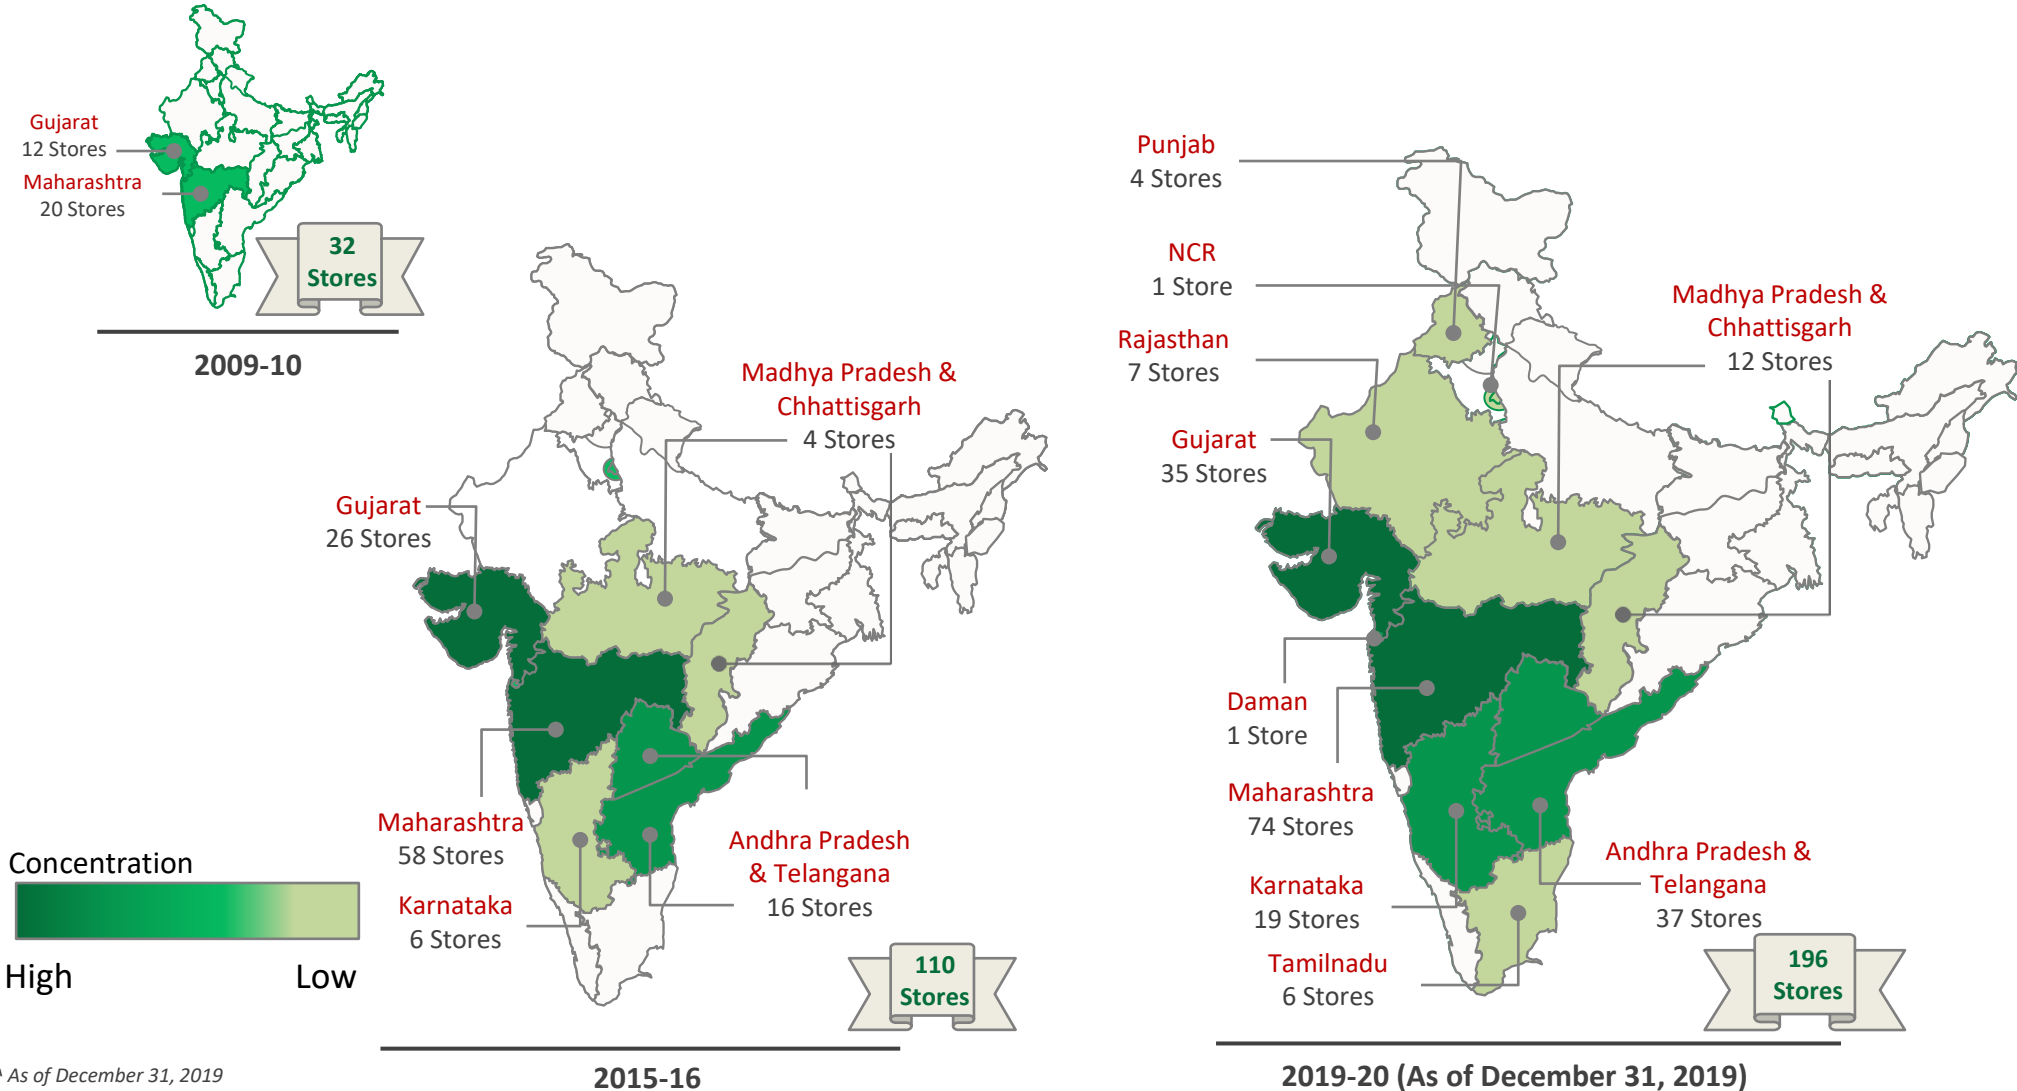 Gujarat
12 Stores
Maharashtra
20 Stores
32
Stores
2009-10
Madhya Pradesh &
Chhattisgarh
4 Stores
Gujarat
26 Stores
Maharashtra
58 Stores
Karnataka
6 Stores
Andhra Pradesh
& Telangana
16 Stores
110
Stores
2015-16
Punjab
4 Stores
NCR
1 Store
Rajasthan
7 Stores
Gujarat
35 Stores
Madhya Pradesh &
Chhattisgarh
12 Stores
Daman
1 Store
Maharashtra
74 Stores
Karnataka
19 Stores
Tamilnadu
6 Stores
Andhra Pradesh &
Telangana
37 Stores
196
Stores
2019-20 (As of December 31, 2019)
Concentration
High Low
^ As of December 31, 2019